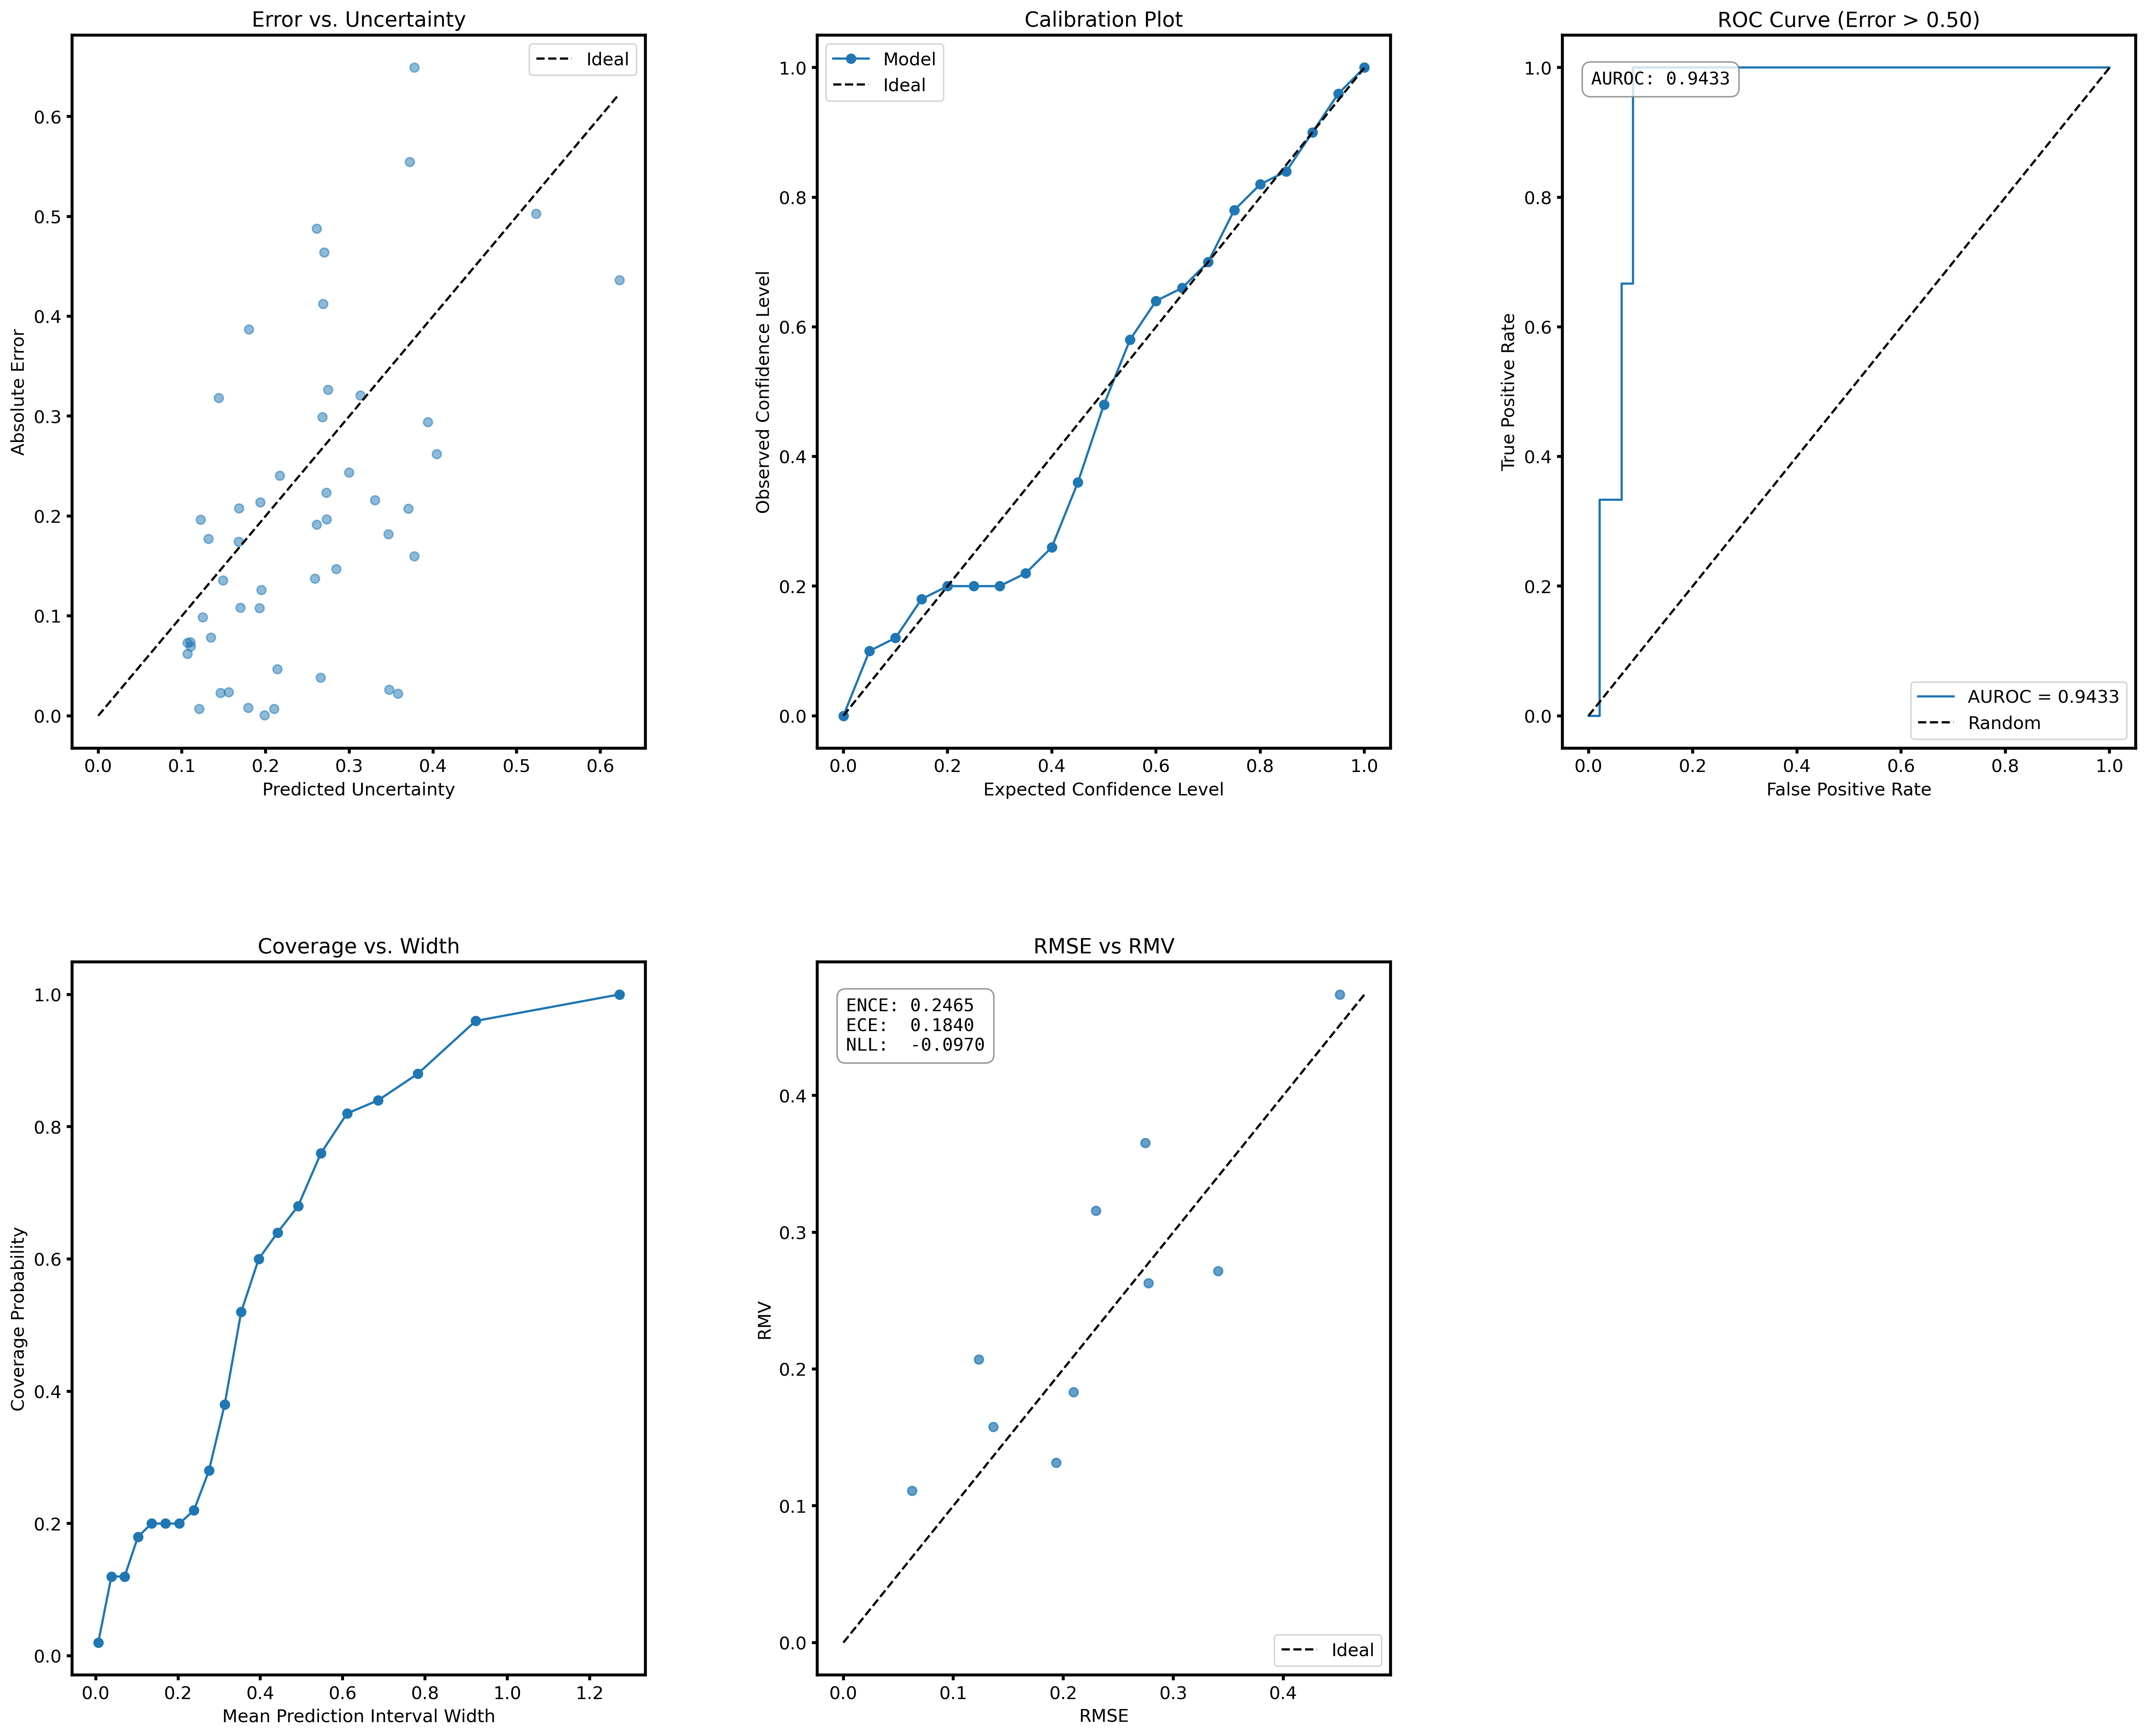 Error vs. Uncertainty
Ideal
0.6
0.5
0.4
0.3
0.2
0.1
0.0
Absolute Error
0.0 0.1 0.2 0.3 0.4 0.5 0.6
Predicted Uncertainty
Calibration Plot
Model
Ideal
1.0
0.8
0.6
0.4
0.2
0.0
Observed Confidence Level
0.0 0.2 0.4 0.6 0.8 1.0
Expected Confidence Level
ROC Curve (Error > 0.50)
AUROC: 0.9433
1.0
0.8
0.6
0.4
0.2
0.0
True Positive Rate
AUROC = 0.9433
Random
0.0 0.2 0.4 0.6 0.8 1.0
False Positive Rate
Coverage vs. Width
1.0
0.8
0.6
0.4
0.2
0.0
Coverage Probability
0.0 0.2 0.4 0.6 0.8 1.0 1.2
Mean Prediction Interval Width
RMSE vs RMV
ENCE: 0.2465
ECE: 0.1840
NLL: -0.0970
0.4
0.3
0.2
0.1
0.0
RMV
Ideal
0.0 0.1 0.2 0.3 0.4
RMSE